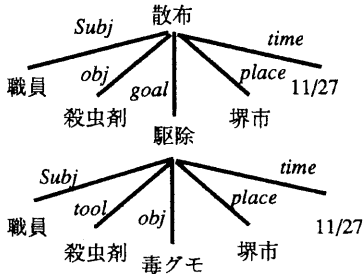 散布
Subj time
obj place
職員 goal 11/27
殺虫剤 堺市
駆除
Subj time
tool obj place
職員 11/27
殺虫剤 堺市
毒グモ